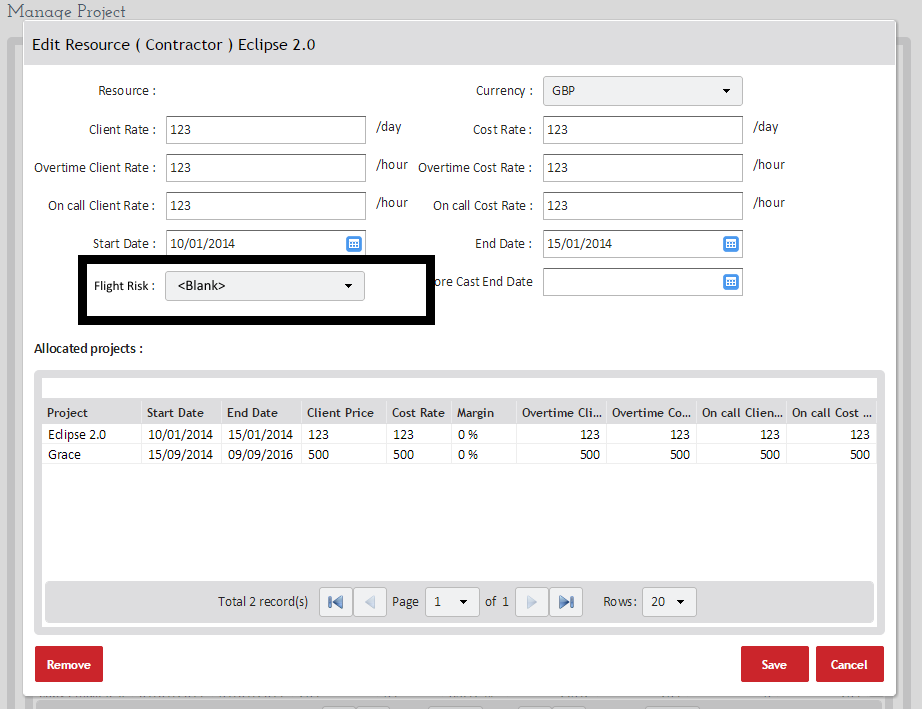 Manage Project
Edit Resource ( Contractor ) Eclipse 2.0
Resource : Currency : GBP
Client Rate : 123 /day Cost Rate : 123 /day
Overtime Client Rate : 123 /hour Overtime Cost Rate : 123 /hour
On call Client Rate : 123 /hour On call Cost Rate : 123 /hour
Start Date : 10/01/2014 End Date : 15/01/2014
Flight Risk : <Blank> ore Cast End Date
Allocated projects :
Project Start Date End Date Client Price Cost Rate Margin Overtime Cli... Overtime Co... On call Clien... On call Cost ...
Eclipse 2.0 10/01/2014 15/01/2014 123 123 0 % 123 123 123 123
Grace 15/09/2014 09/09/2016 500 500 0 % 500 500 500 500
Total 2 record(s) Page 1 of 1 Rows: 20
Remove Save Cancel